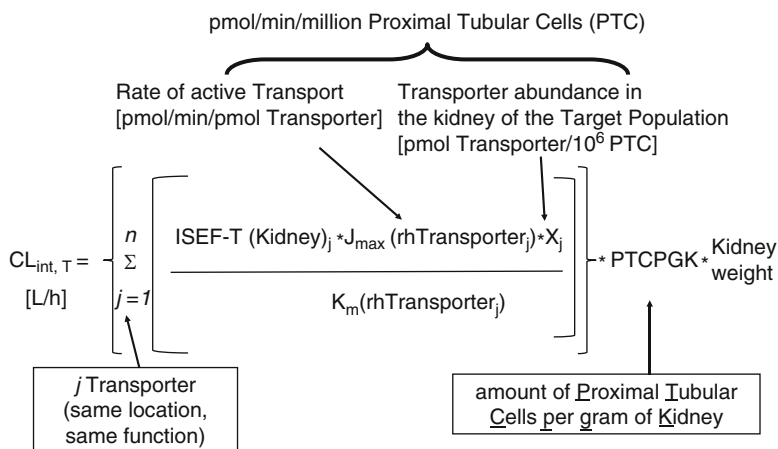 pmol/min/million Proximal Tubular Cells (PTC)
Rate of active Transport
[pmol/min/pmol Transporter]
Transporter abundance in
the kidney of the Target Population
[pmol Transporter/10⁶ PTC]
CL_int, T =
[L/h]
n
Σ
j = 1
ISEF-T (Kidney)_j *J_max (rhTransporter_j)*X_j
K_m(rhTransporter_j)
* PTCPGK * Kidney
weight
j Transporter
(same location,
same function)
amount of Proximal Tubular
Cells per gram of Kidney